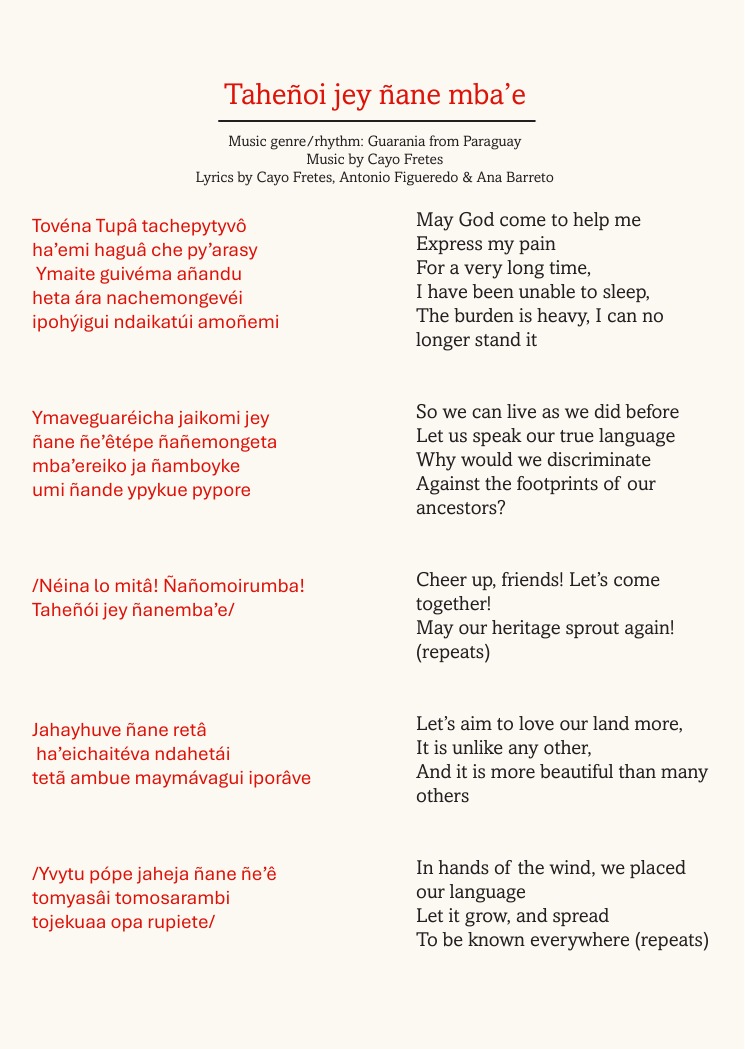 Taheñoi jey ñane mba’e
Music genre/rhythm: Guarania from Paraguay
Music by Cayo Fretes
Lyrics by Cayo Fretes, Antonio Figueredo & Ana Barreto
Tovéna Tupâ tachepytyvô
ha’emi haguâ che py’arasy
Ymaite guivéma añandu
heta ára nachemongevéi
ipohýigui ndaikatúi amoñemi
May God come to help me
Express my pain
For a very long time,
I have been unable to sleep,
The burden is heavy, I can no
longer stand it
Ymaveguaréicha jaikomi jey
ñane ñe’êtépe ñañemongeta
mba’ereiko ja ñamboyke
umi ñande ypykue pypore
So we can live as we did before
Let us speak our true language
Why would we discriminate
Against the footprints of our
ancestors?
/Néina lo mitâ! Ñañomoirumba!
Taheñói jey ñanemba’e/
Cheer up, friends! Let’s come
together!
May our heritage sprout again!
(repeats)
Jahayhuve ñane retâ
ha’eichaitéva ndahetái
tetã ambue maymávagui iporâve
Let’s aim to love our land more,
It is unlike any other,
And it is more beautiful than many
others
/Yvytu pópe jaheja ñane ñe’ê
tomyasâi tomosarambi
tojekuaa opa rupiete/
In hands of the wind, we placed
our language
Let it grow, and spread
To be known everywhere (repeats)